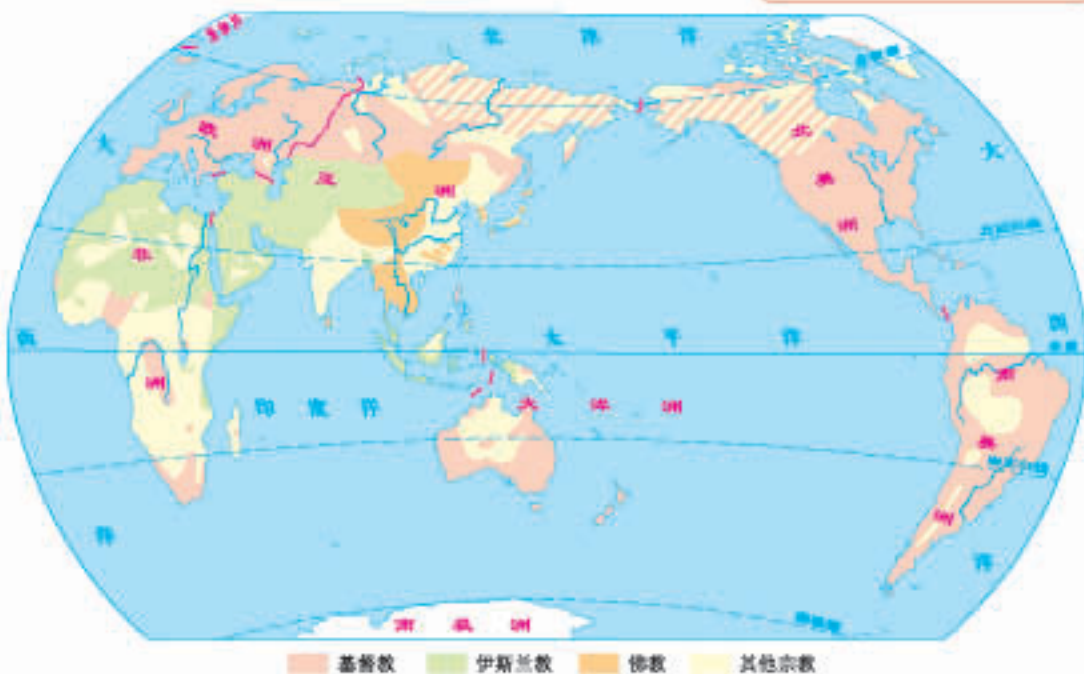 北 冰 洋
大
欧 洲
亚 洲
北 美 洲
大
非 洲
太 平 洋
印度洋
大 洋 洲
南 美 洲
洋
洋
南 极 洲
基督教 伊斯兰教 佛教 其他宗教